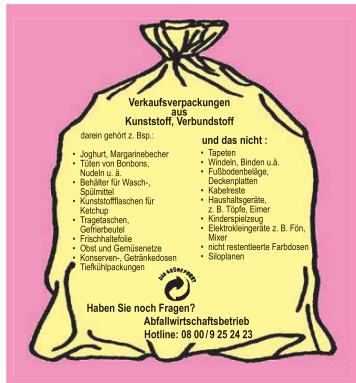 Verkaufsverpackungen
aus
Kunststoff, Verbundstoff
darein gehört z. Bsp.:
• Joghurt, Margarinebecher
• Tüten von Bonbons,
Nudeln u. ä.
• Behälter für Wasch-,
Spülmittel
• Kunststoffflaschen für
Ketchup
• Tragetaschen,
Gefrierbeutel
• Frischhaltefolie
• Obst und Gemüsenetze
• Konserven-, Getränkedosen
• Tiefkühlpackungen
und das nicht :
• Tapeten
• Windeln, Binden u.ä.
• Fußbodenbeläge,
Deckenplatten
• Kabelreste
• Haushaltsgeräte,
z. B. Töpfe, Eimer
• Kinderspielzeug
• Elektrokleingeräte z. B. Fön,
Mixer
• nicht restentleerte Farbdosen
• Siloplanen
DER GRÜNE PUNKT
Haben Sie noch Fragen?
Abfallwirtschaftsbetrieb
Hotline: 08 00 / 9 25 24 23